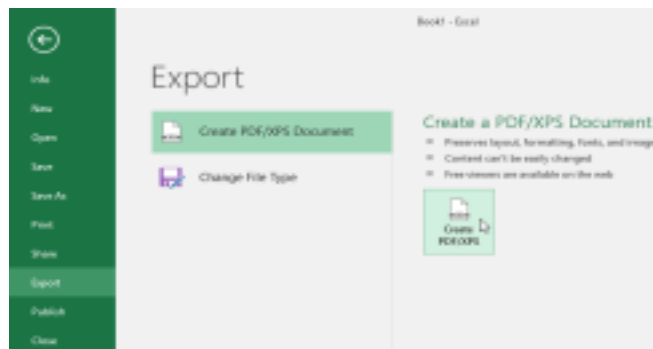 Book1 - Excel
Info
New
Open
Save
Save As
Print
Share
Export
Publish
Close
Export
Create PDF/XPS Document
Change File Type
Create a PDF/XPS Document
Preserves layout, formatting, fonts, and image
Content can't be easily changed
Free viewers are available on the web
Create
PDF/XPS